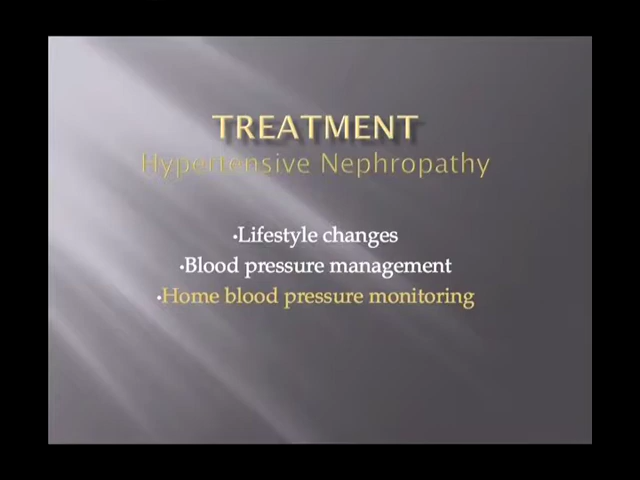 TREATMENT
Hypertensive Nephropathy
•Lifestyle changes
•Blood pressure management
•Home blood pressure monitoring